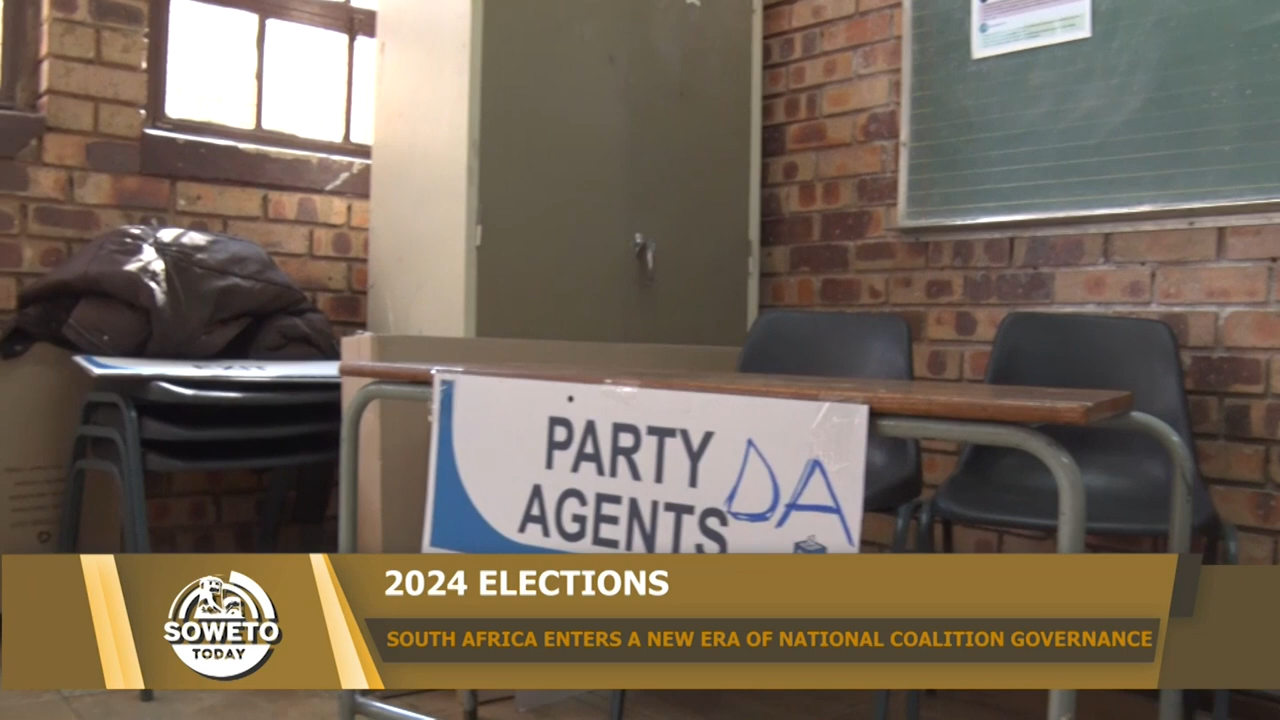 PARTY
AGENTS
DA
2024 ELECTIONS
SOUTH AFRICA ENTERS A NEW ERA OF NATIONAL COALITION GOVERNANCE
SOWETO
TODAY